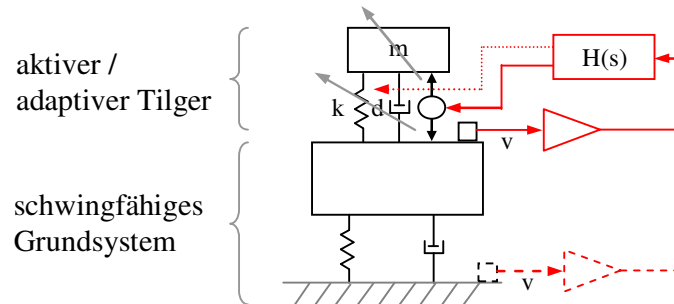 aktiver /
adaptiver Tilger
m
H(s)
k
d
v
schwingfähiges
Grundsystem
v